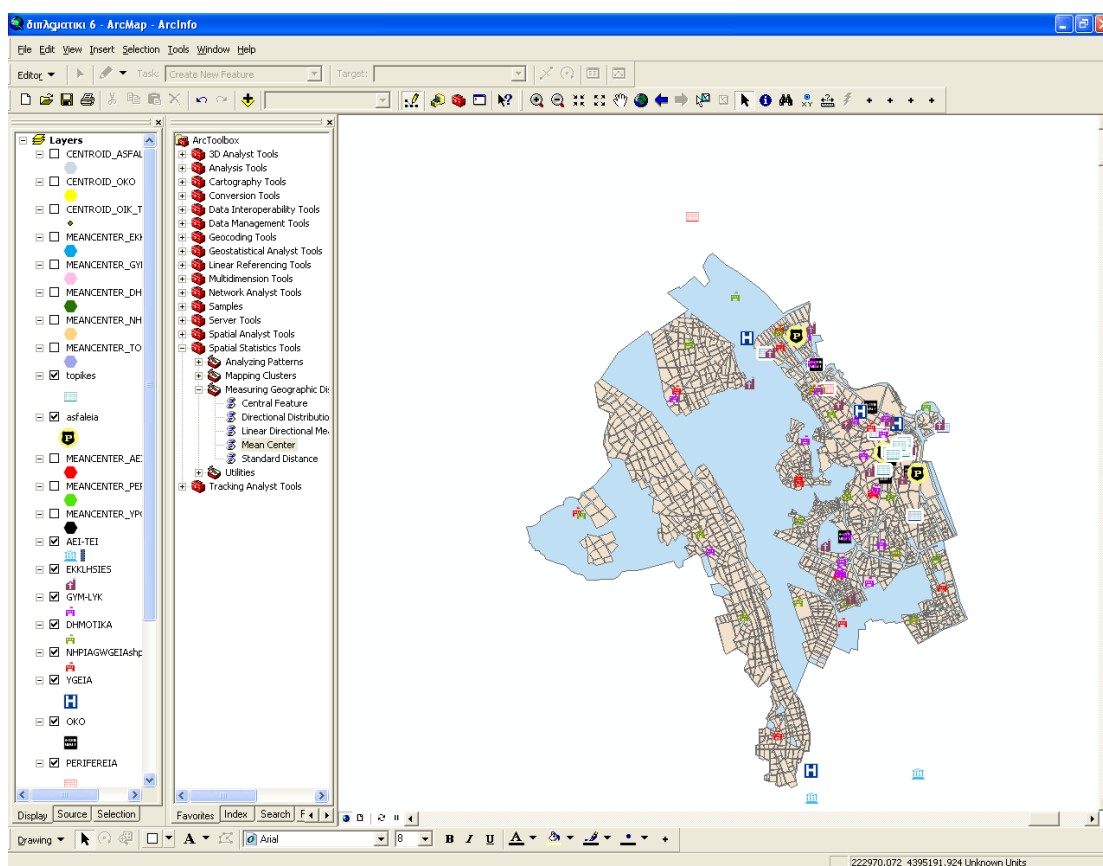 διπλωματικι 6 - ArcMap - ArcInfo
File Edit View Insert Selection Tools Window Help
Editor Task: Create New Feature Target:
Layers
CENTROID_ASFAL
CENTROID_OKO
CENTROID_OIK_T
MEANCENTER_EKK
MEANCENTER_GYI
MEANCENTER_DH
MEANCENTER_NH
MEANCENTER_TO
topikes
asfaleia
P
MEANCENTER_AEI
MEANCENTER_PER
MEANCENTER_YPO
AEI-TEI
EKKLHSIES
GYM-LYK
DHMOTIKA
NHPIAGWGEIAshp
YGEIA
H
OKO
PERIFEREIA
Display Source Selection
ArcToolbox
3D Analyst Tools
Analysis Tools
Cartography Tools
Conversion Tools
Data Interoperability Tools
Data Management Tools
Geocoding Tools
Geostatistical Analyst Tools
Linear Referencing Tools
Multidimension Tools
Network Analyst Tools
Samples
Server Tools
Spatial Analyst Tools
Spatial Statistics Tools
Analyzing Patterns
Mapping Clusters
Measuring Geographic Dis
Central Feature
Directional Distributio
Linear Directional Me
Mean Center
Standard Distance
Utilities
Tracking Analyst Tools
Favorites Index Search F
H
P
H
H
P
H
Drawing A Arial 8 B I U A
222970,072 4395191,924 Unknown Units